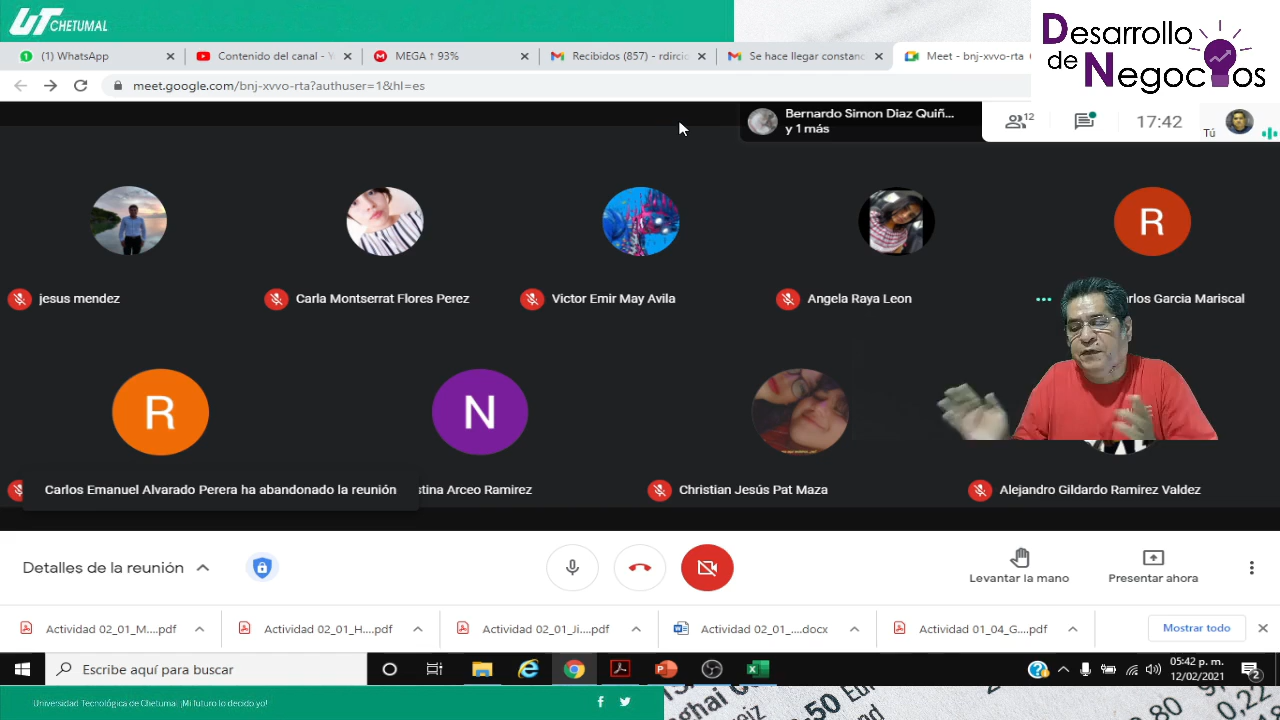 UT CHETUMAL
Desarrollo
de
Negocios
(1) WhatsApp
Contenido del canal - Y
MEGA ↑ 93%
Recibidos (857) - rdircio
Se hace llegar constanc
Meet - bnj-xvvo-rta
meet.google.com/bnj-xvvo-rta?authuser=1&hl=es
Bernardo Simon Diaz Quiñ...
y 1 más
12
17:42
Tú
R
jesus mendez
Carla Montserrat Flores Perez
Victor Emir May Avila
Angela Raya Leon
Garcia Mariscal
R
N
Carlos Emanuel Alvarado Perera ha abandonado la reunión
stina Arceo Ramirez
Christian Jesús Pat Maza
Alejandro Gildardo Ramirez Valdez
Detalles de la reunión
Levantar la mano
Presentar ahora
Actividad 02_01_M....pdf
Actividad 02_01_H....pdf
Actividad 02_01_Ji....pdf
Actividad 02_01_....docx
Actividad 01_04_G....pdf
Mostrar todo
Escribe aquí para buscar
05:42 p. m.
12/02/2021
2
Universidad Tecnológica de Chetumal ¡Mi futuro lo decido yo!
50
80
0,22